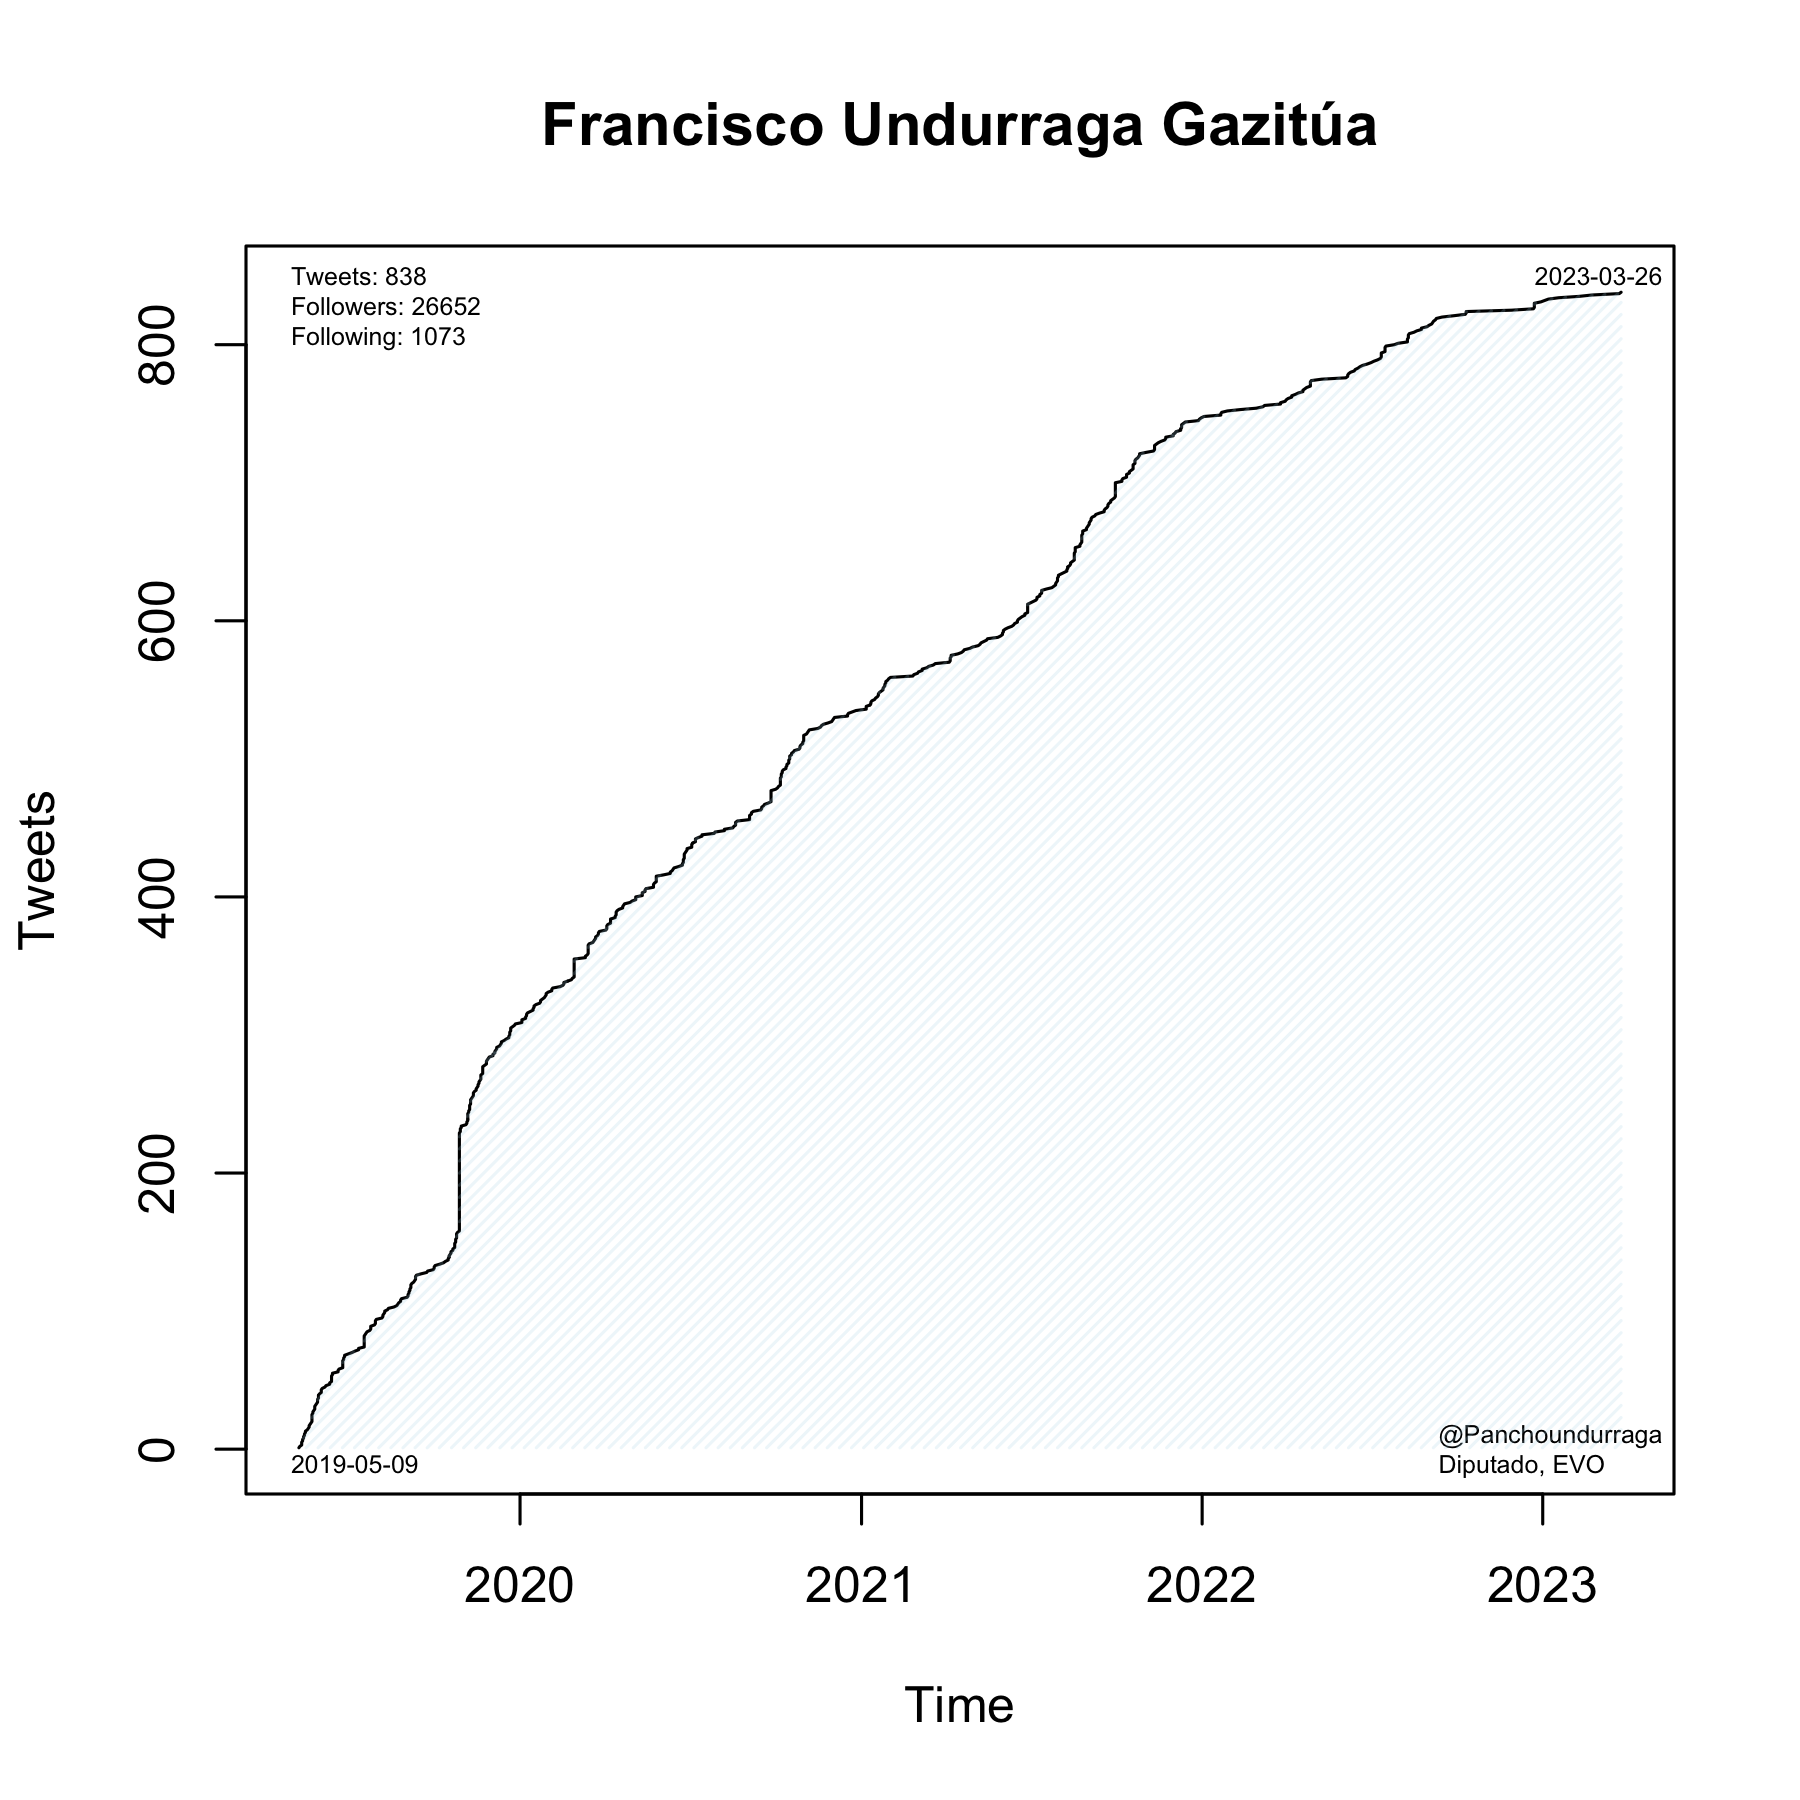 Francisco Undurraga Gazitúa
Tweets: 838
Followers: 26652
Following: 1073
2023-03-26
800
600
400
200
0
Tweets
2019-05-09
@Panchoundurraga
Diputado, EVO
2020 2021 2022 2023
Time